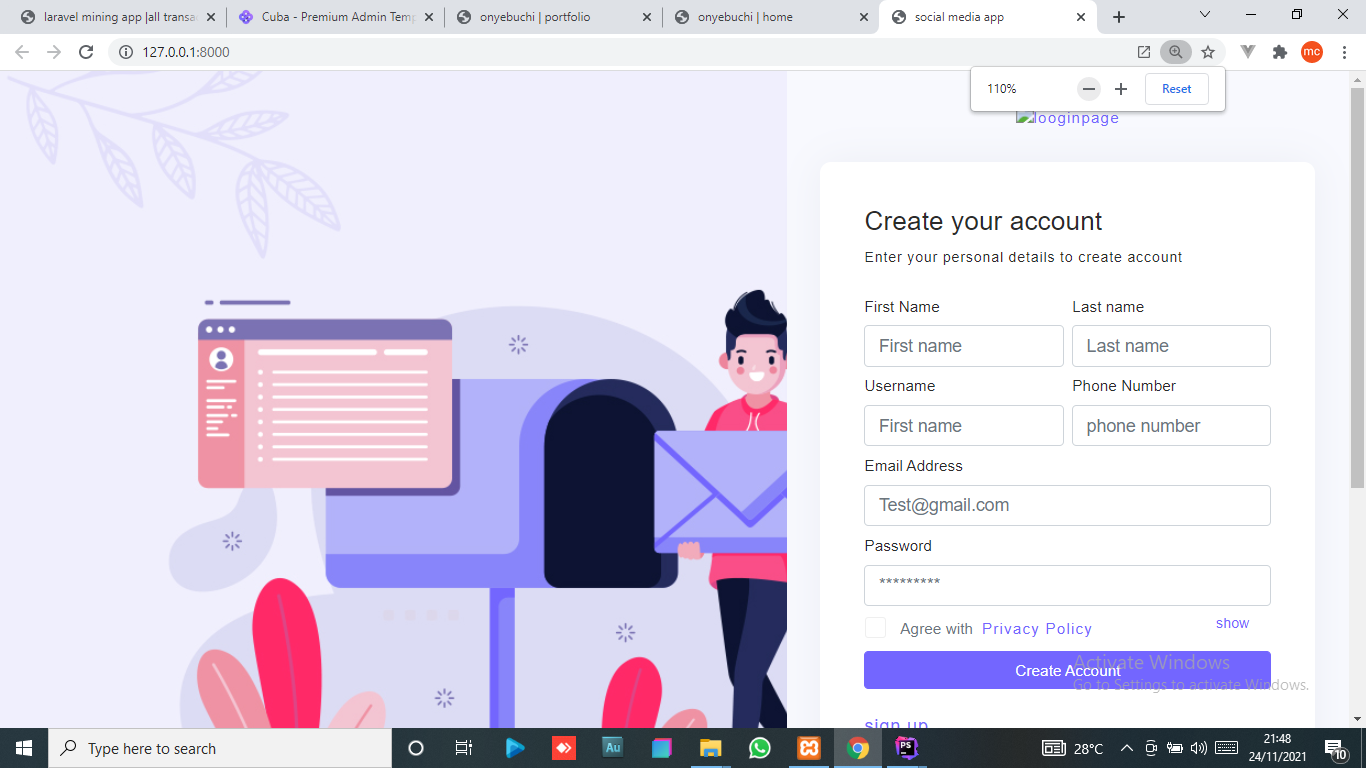 laravel mining app |all transa
Cuba - Premium Admin Temp
onyebuchi | portfolio
onyebuchi | home
social media app
127.0.0.1:8000
mc
110%
Reset
looginpage
Create your account
Enter your personal details to create account
First Name Last name
First name Last name
Username Phone Number
First name phone number
Email Address
Test@gmail.com
Password
*********
Agree with Privacy Policy show
Create Account
Activate Windows
Go to Settings to activate Windows.
sign up
Type here to search
Au
PS
28°C
21:48
24/11/2021
10